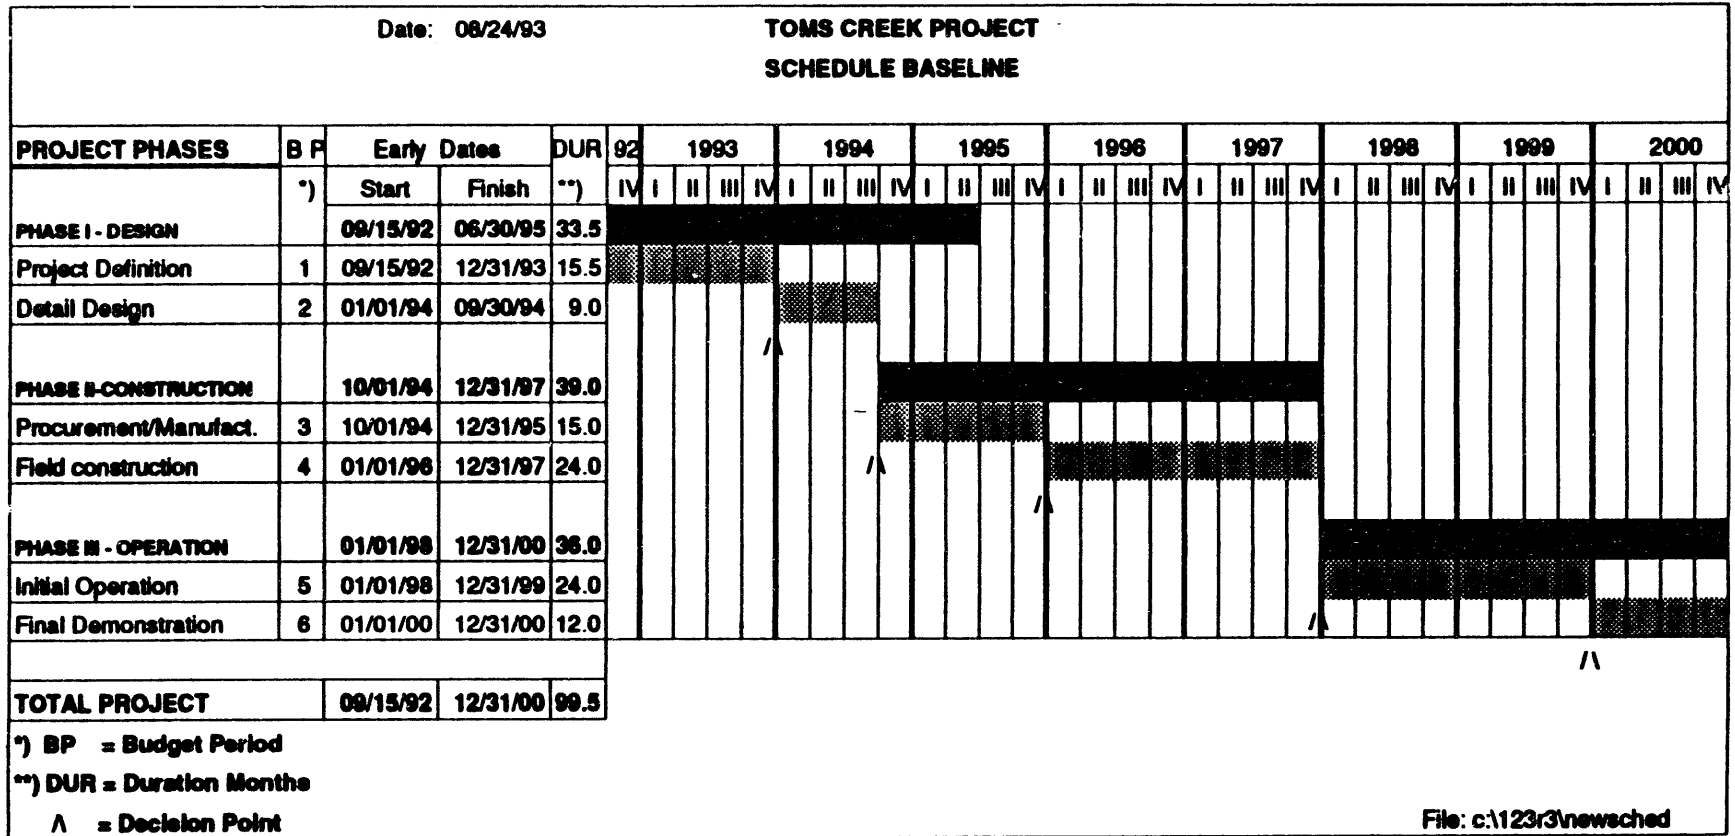 Date: 08/24/93 TOMS CREEK PROJECT
SCHEDULE BASELINE
PROJECT PHASES B P Early Dates DUR 92 1993 1994 1995 1996 1997 1998 1999 2000
*) Start Finish **) IV I II III IV I II III IV I II III IV I II III IV I II III IV I II III IV I II III IV I II III IV
PHASE I - DESIGN 09/15/92 06/30/95 33.5
Project Definition 1 09/15/92 12/31/93 15.5
Detail Design 2 01/01/94 09/30/94 9.0
/\
PHASE II-CONSTRUCTION 10/01/94 12/31/97 39.0
Procurement/Manufact. 3 10/01/94 12/31/95 15.0
Field construction 4 01/01/96 12/31/97 24.0 /\
/\
PHASE III - OPERATION 01/01/98 12/31/00 36.0
Initial Operation 5 01/01/98 12/31/99 24.0
Final Demonstration 6 01/01/00 12/31/00 12.0 /\
/\
TOTAL PROJECT 09/15/92 12/31/00 99.5
*) BP = Budget Period
**) DUR = Duration Months
/\ = Decision Point File: c:\123r3\newsched